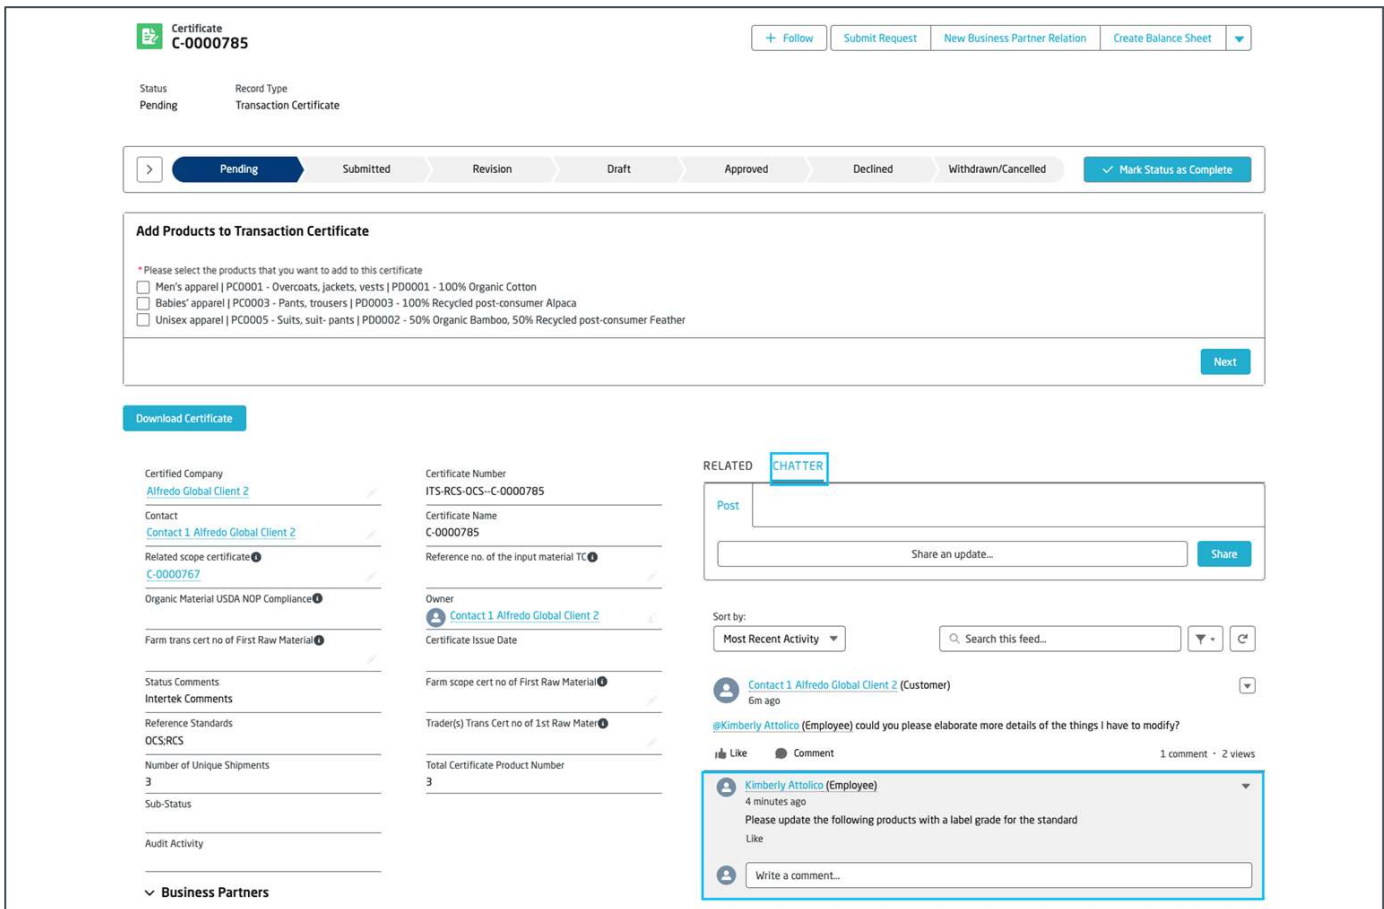 Certificate
C-0000785
+ Follow
Submit Request
New Business Partner Relation
Create Balance Sheet
Status
Record Type
Pending
Transaction Certificate
Pending
Submitted
Revision
Draft
Approved
Declined
Withdrawn/Cancelled
Mark Status as Complete
Add Products to Transaction Certificate
*Please select the products that you want to add to this certificate
Men's apparel | PC0001 - Overcoats, jackets, vests | PD0001 - 100% Organic Cotton
Babies' apparel | PC0003 - Pants, trousers | PD0003 - 100% Recycled post-consumer Alpaca
Unisex apparel | PC0005 - Suits, suit- pants | PD0002 - 50% Organic Bamboo, 50% Recycled post-consumer Feather
Next
Download Certificate
Certified Company
Alfredo Global Client 2
Contact
Contact 1 Alfredo Global Client 2
Related scope certificate
C-0000767
Organic Material USDA NOP Compliance
Farm trans cert no of First Raw Material
Status Comments
Intertek Comments
Reference Standards
OCS;RCS
Number of Unique Shipments
3
Sub-Status
Audit Activity
Business Partners
Certificate Number
ITS-RCS-OCS--C-0000785
Certificate Name
C-0000785
Reference no. of the input material TC
Owner
Contact 1 Alfredo Global Client 2
Certificate Issue Date
Farm scope cert no of First Raw Material
Trader(s) Trans Cert no of 1st Raw Mater
Total Certificate Product Number
3
RELATED
CHATTER
Post
Share an update...
Share
Sort by:
Most Recent Activity
Search this feed...
Contact 1 Alfredo Global Client 2 (Customer)
6m ago
@Kimberly Attolico (Employee) could you please elaborate more details of the things I have to modify?
Like
Comment
1 comment · 2 views
Kimberly Attolico (Employee)
4 minutes ago
Please update the following products with a label grade for the standard
Like
Write a comment...